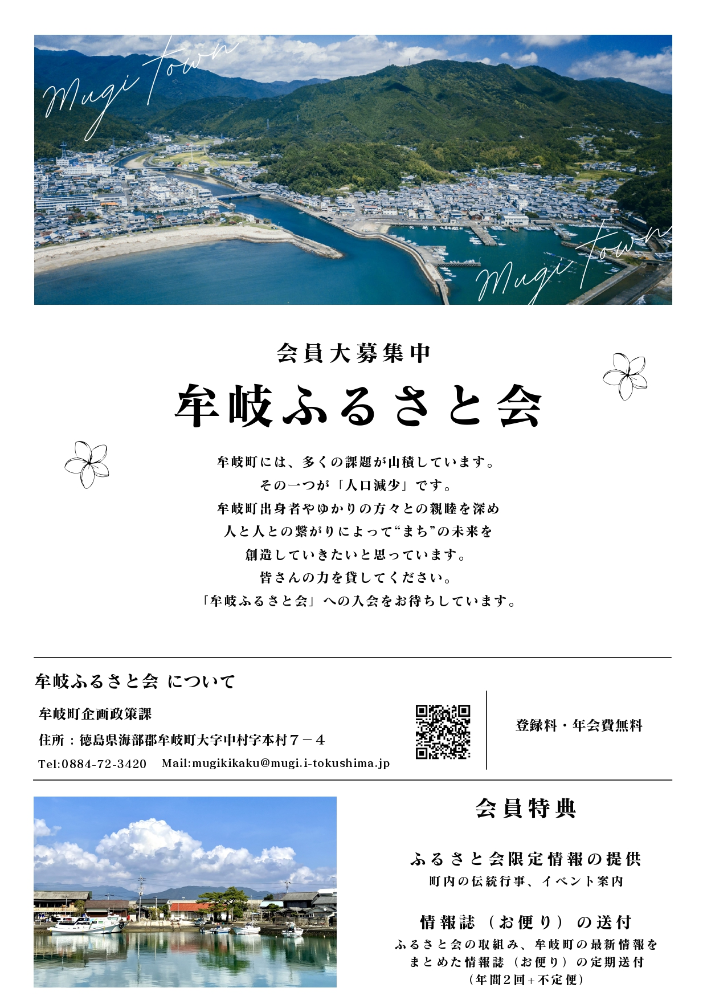 Mugi town
Mugi town
会員大募集中
牟岐ふるさと会
牟岐町には、多くの課題が山積しています。
その一つが「人口減少」です。
牟岐町出身者やゆかりの方々との親睦を深め
人と人との繋がりによって“まち”の未来を
創造していきたいと思っています。
皆さんの力を貸してください。
「牟岐ふるさと会」への入会をお待ちしています。
牟岐ふるさと会 について
牟岐町企画政策課
住所：徳島県海部郡牟岐町大字中村字本村７－４
Tel:0884-72-3420 Mail:mugikikaku@mugi.i-tokushima.jp
登録料・年会費無料
会員特典
ふるさと会限定情報の提供
町内の伝統行事、イベント案内
情報誌（お便り）の送付
ふるさと会の取組み、牟岐町の最新情報を
まとめた情報誌（お便り）の定期送付
（年間2回+不定便）